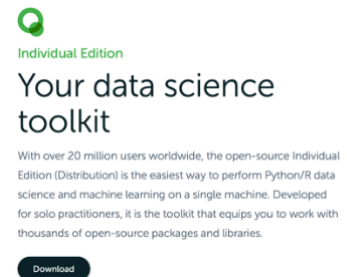 Individual Edition
Your data science
toolkit
With over 20 million users worldwide, the open-source Individual
Edition (Distribution) is the easiest way to perform Python/R data
science and machine learning on a single machine. Developed
for solo practitioners, it is the toolkit that equips you to work with
thousands of open-source packages and libraries.
Download